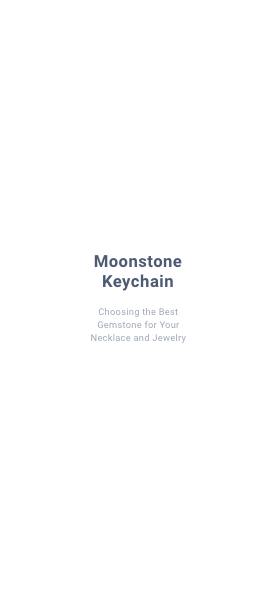 Moonstone
Keychain
Choosing the Best
Gemstone for Your
Necklace and Jewelry